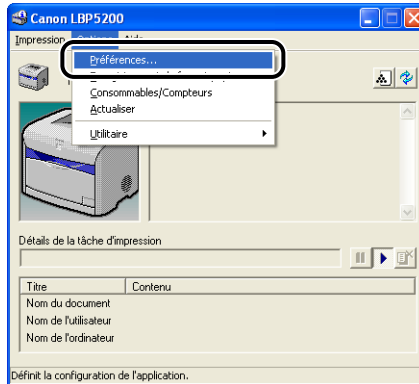 Canon LBP5200
Impression
Préférences...
Consommables/Compteurs
Actualiser
Utilitaire
Détails de la tâche d'impression
Titre Contenu
Nom du document
Nom de l'utilisateur
Nom de l'ordinateur
Définit la configuration de l'application.